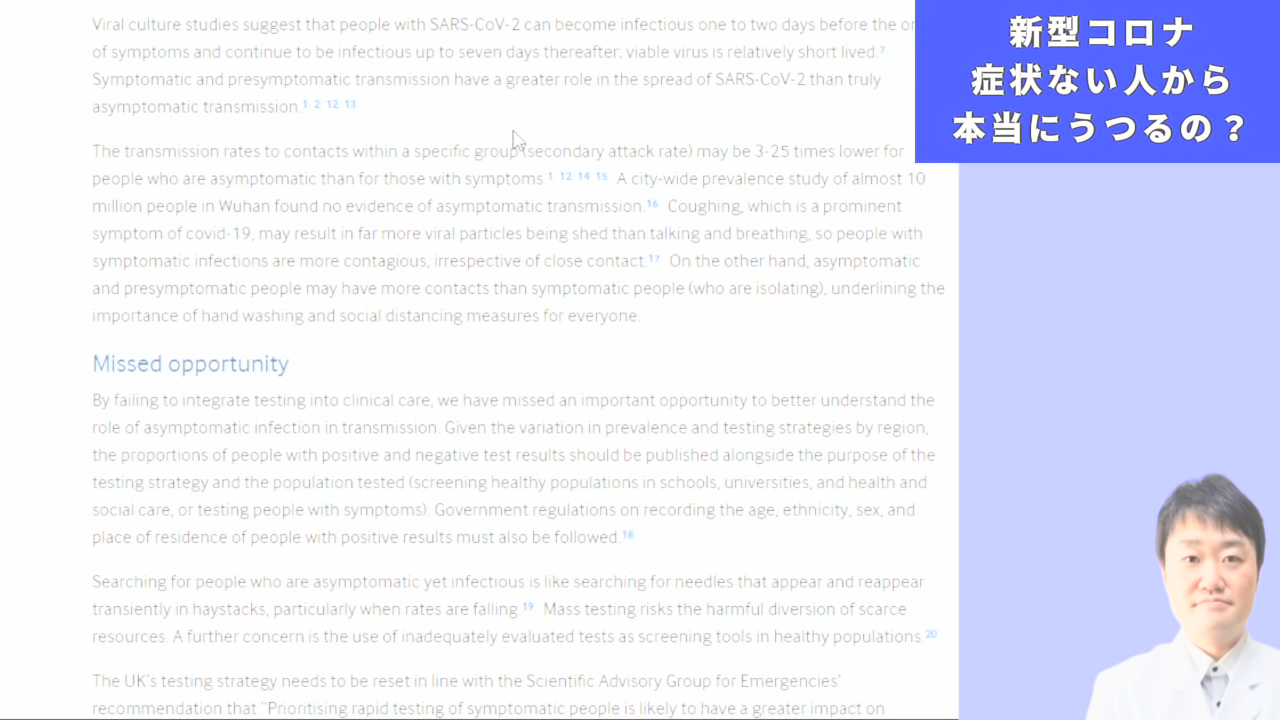 Viral culture studies suggest that people with SARS-CoV-2 can become infectious one to two days before the
of symptoms and continue to be infectious up to seven days thereafter; viable virus is relatively short lived.7
Symptomatic and presymptomatic transmission have a greater role in the spread of SARS-CoV-2 than truly
asymptomatic transmission.1 2 12 13
The transmission rates to contacts within a specific group (secondary attack rate) may be 3-25 times lower for
people who are asymptomatic than for those with symptoms.1 12 14 15 A city-wide prevalence study of almost 10
million people in Wuhan found no evidence of asymptomatic transmission.16 Coughing, which is a prominent
symptom of covid-19, may result in far more viral particles being shed than talking and breathing, so people with
symptomatic infections are more contagious, irrespective of close contact.17 On the other hand, asymptomatic
and presymptomatic people may have more contacts than symptomatic people (who are isolating), underlining the
importance of hand washing and social distancing measures for everyone.
Missed opportunity
By failing to integrate testing into clinical care, we have missed an important opportunity to better understand the
role of asymptomatic infection in transmission. Given the variation in prevalence and testing strategies by region,
the proportions of people with positive and negative test results should be published alongside the purpose of the
testing strategy and the population tested (screening healthy populations in schools, universities, and health and
social care, or testing people with symptoms). Government regulations on recording the age, ethnicity, sex, and
place of residence of people with positive results must also be followed.18
Searching for people who are asymptomatic yet infectious is like searching for needles that appear and reappear
transiently in haystacks, particularly when rates are falling.19 Mass testing risks the harmful diversion of scarce
resources. A further concern is the use of inadequately evaluated tests as screening tools in healthy populations.20
The UK's testing strategy needs to be reset in line with the Scientific Advisory Group for Emergencies'
recommendation that "Prioritising rapid testing of symptomatic people is likely to have a greater impact on
新型コロナ
症状ない人から
本当にうつるの？